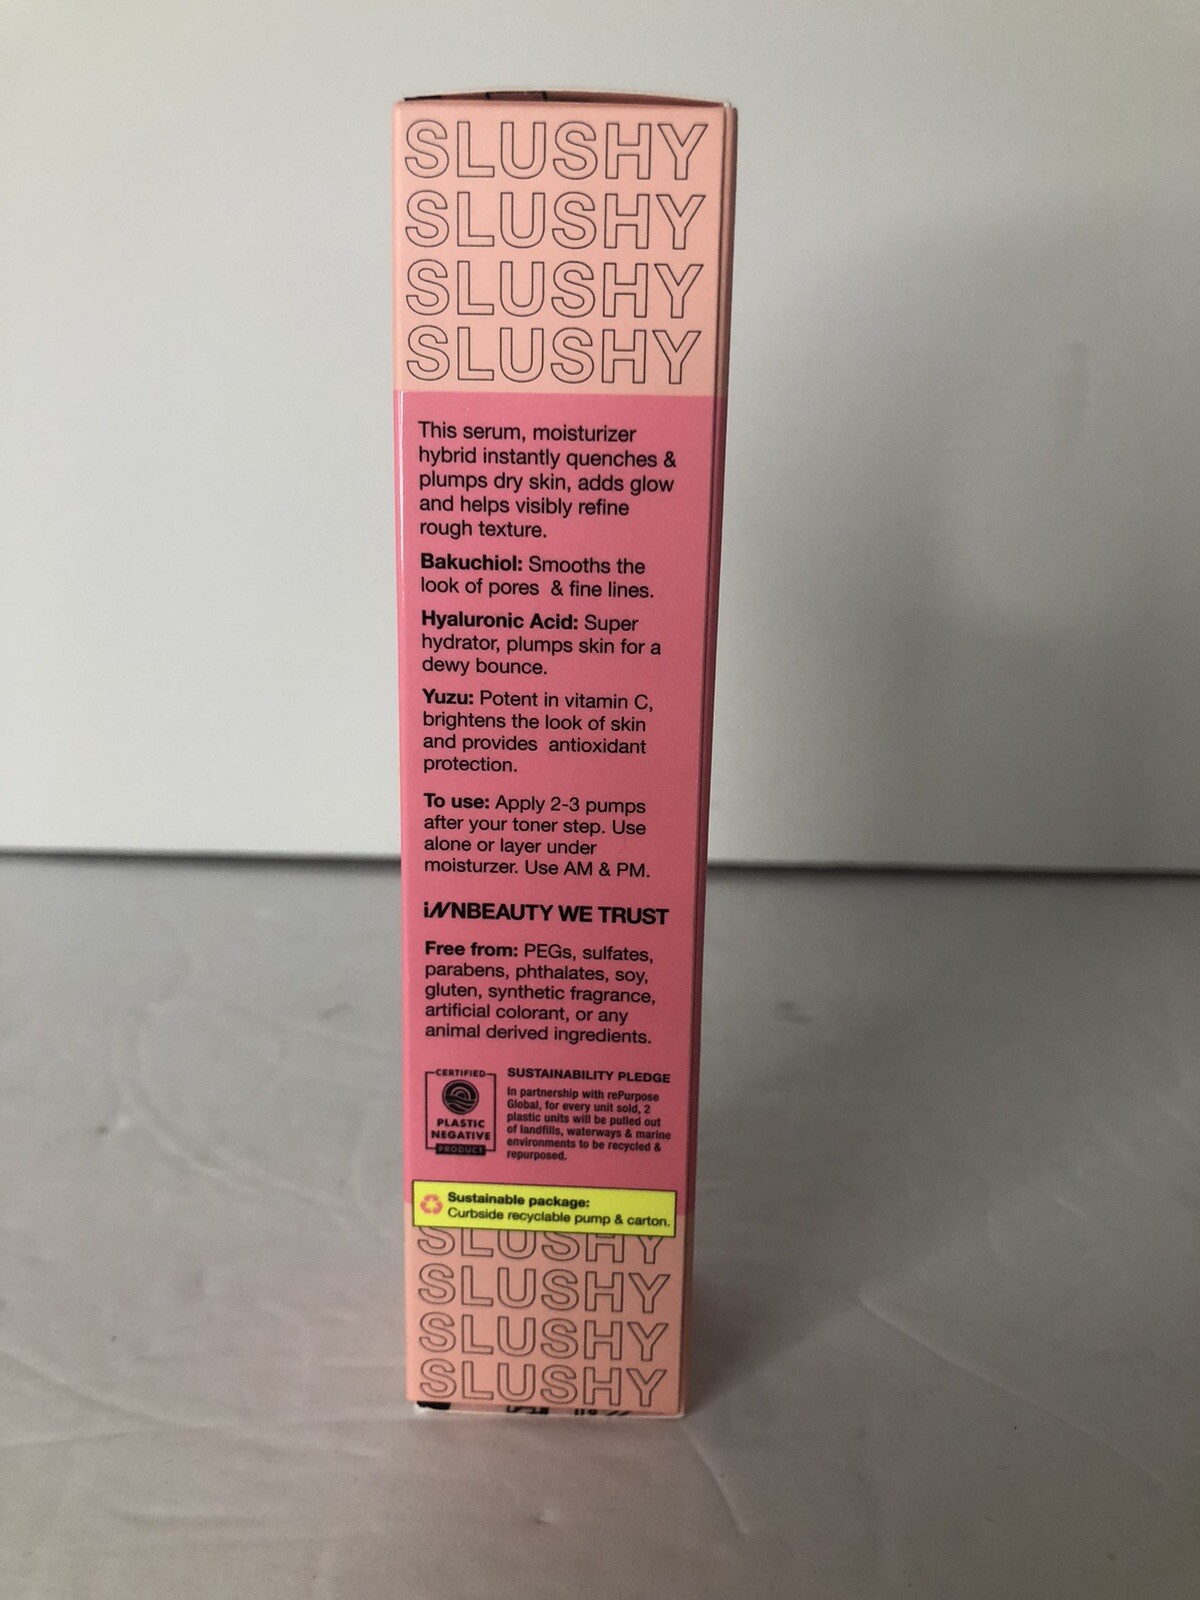 SLUSHY
SLUSHY
SLUSHY
SLUSHY
This serum, moisturizer
hybrid instantly quenches &
plumps dry skin, adds glow
and helps visibly refine
rough texture.
Bakuchiol: Smooths the
look of pores & fine lines.
Hyaluronic Acid: Super
hydrator, plumps skin for a
dewy bounce.
Yuzu: Potent in vitamin C,
brightens the look of skin
and provides antioxidant
protection.
To use: Apply 2-3 pumps
after your toner step. Use
alone or layer under
moisturzer. Use AM & PM.
iNNBEAUTY WE TRUST
Free from: PEGs, sulfates,
parabens, phthalates, soy,
gluten, synthetic fragrance,
artificial colorant, or any
animal derived ingredients.
CERTIFIED
PLASTIC
NEGATIVE
PRODUCT
SUSTAINABILITY PLEDGE
In partnership with rePurpose
Global, for every unit sold, 2
plastic units will be pulled out
of landfills, waterways & marine
environments to be recycled &
repurposed.
Sustainable package:
Curbside recyclable pump & carton.
SLUSHY
SLUSHY
SLUSHY
SLUSHY